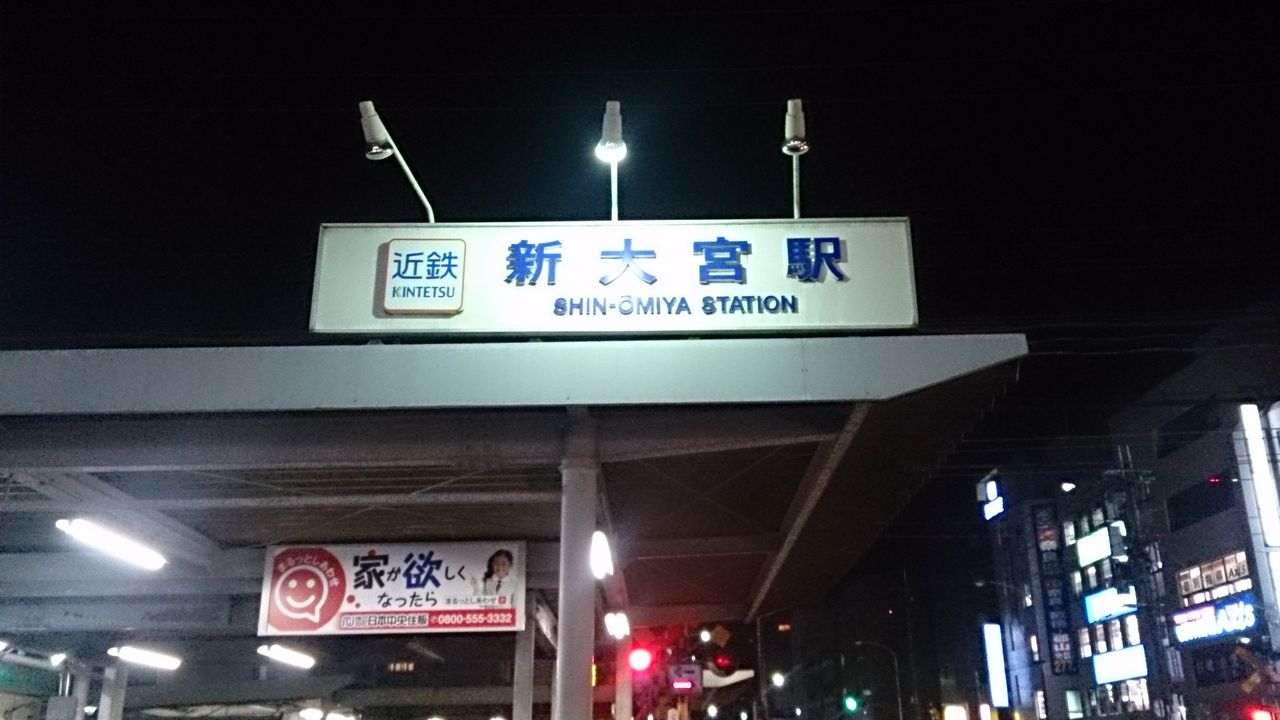 近鉄
KINTETSU
新大宮駅
SHIN-ŌMIYA STATION
まるっとしあわせ
家が欲しく
なったら
まるっとしあわせ
日本中央住販
0800-555-3332